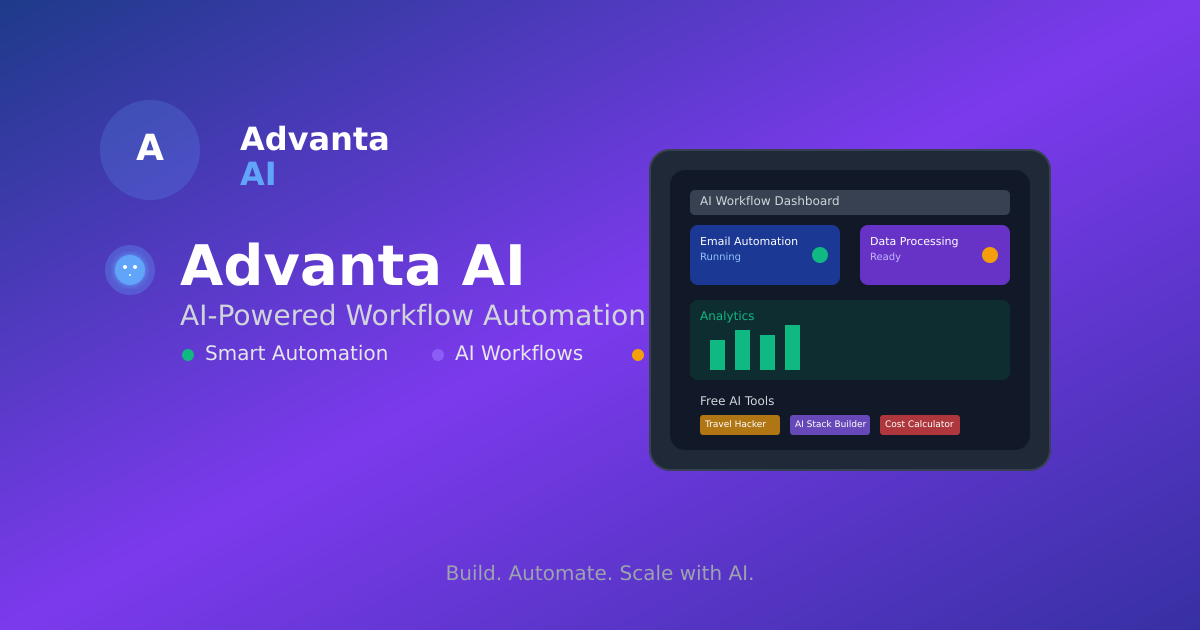 A
Advanta
AI
Advanta AI
AI-Powered Workflow Automation
Smart Automation
AI Workflows
AI Workflow Dashboard
Email Automation
Running
Data Processing
Ready
Analytics
Free AI Tools
Travel Hacker
AI Stack Builder
Cost Calculator
Build. Automate. Scale with AI.